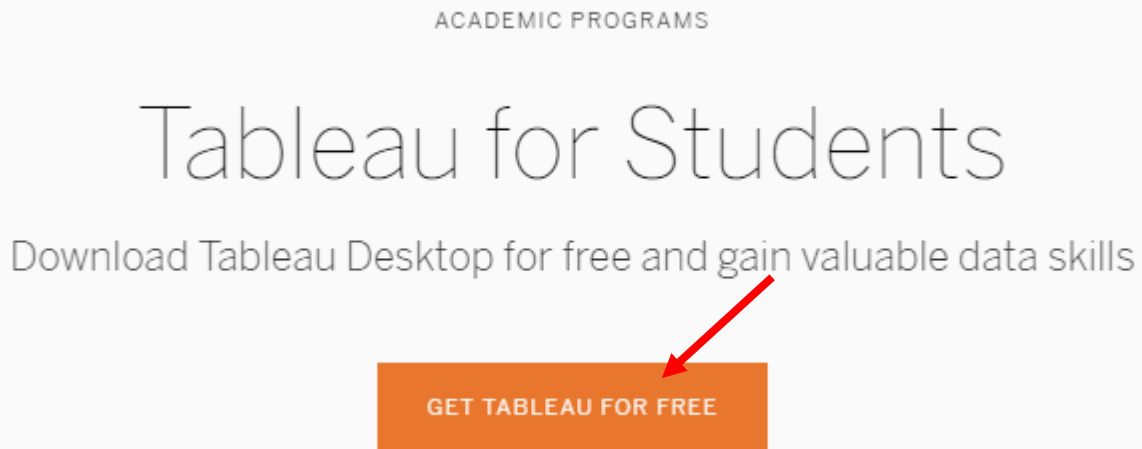 ACADEMIC PROGRAMS
Tableau for Students
Download Tableau Desktop for free and gain valuable data skills
GET TABLEAU FOR FREE